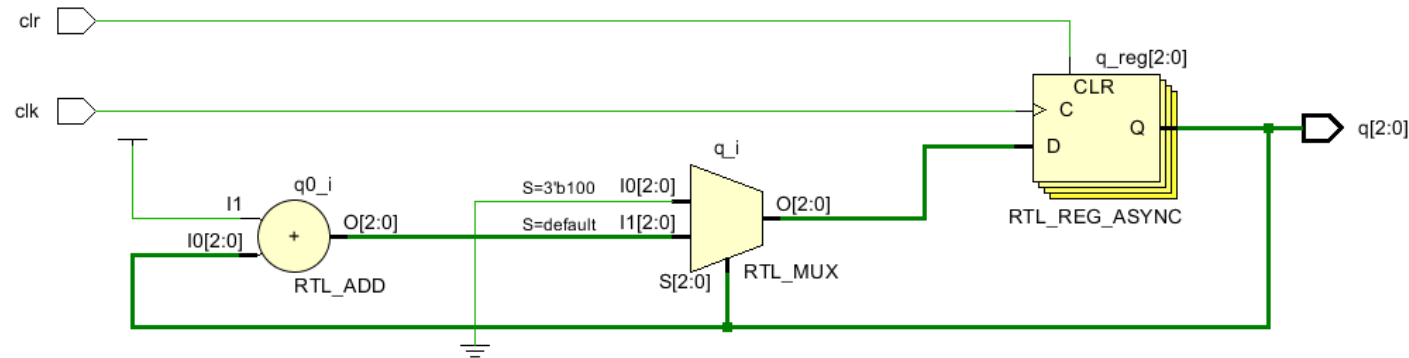 clr
q_reg[2:0]
CLR
clk
C
Q
q[2:0]
D
q_i
q0_i
S=3'b100
I0[2:0]
I1
O[2:0]
RTL_REG_ASYNC
O[2:0]
S=default
I1[2:0]
I0[2:0]
+
RTL_ADD
S[2:0]
RTL_MUX